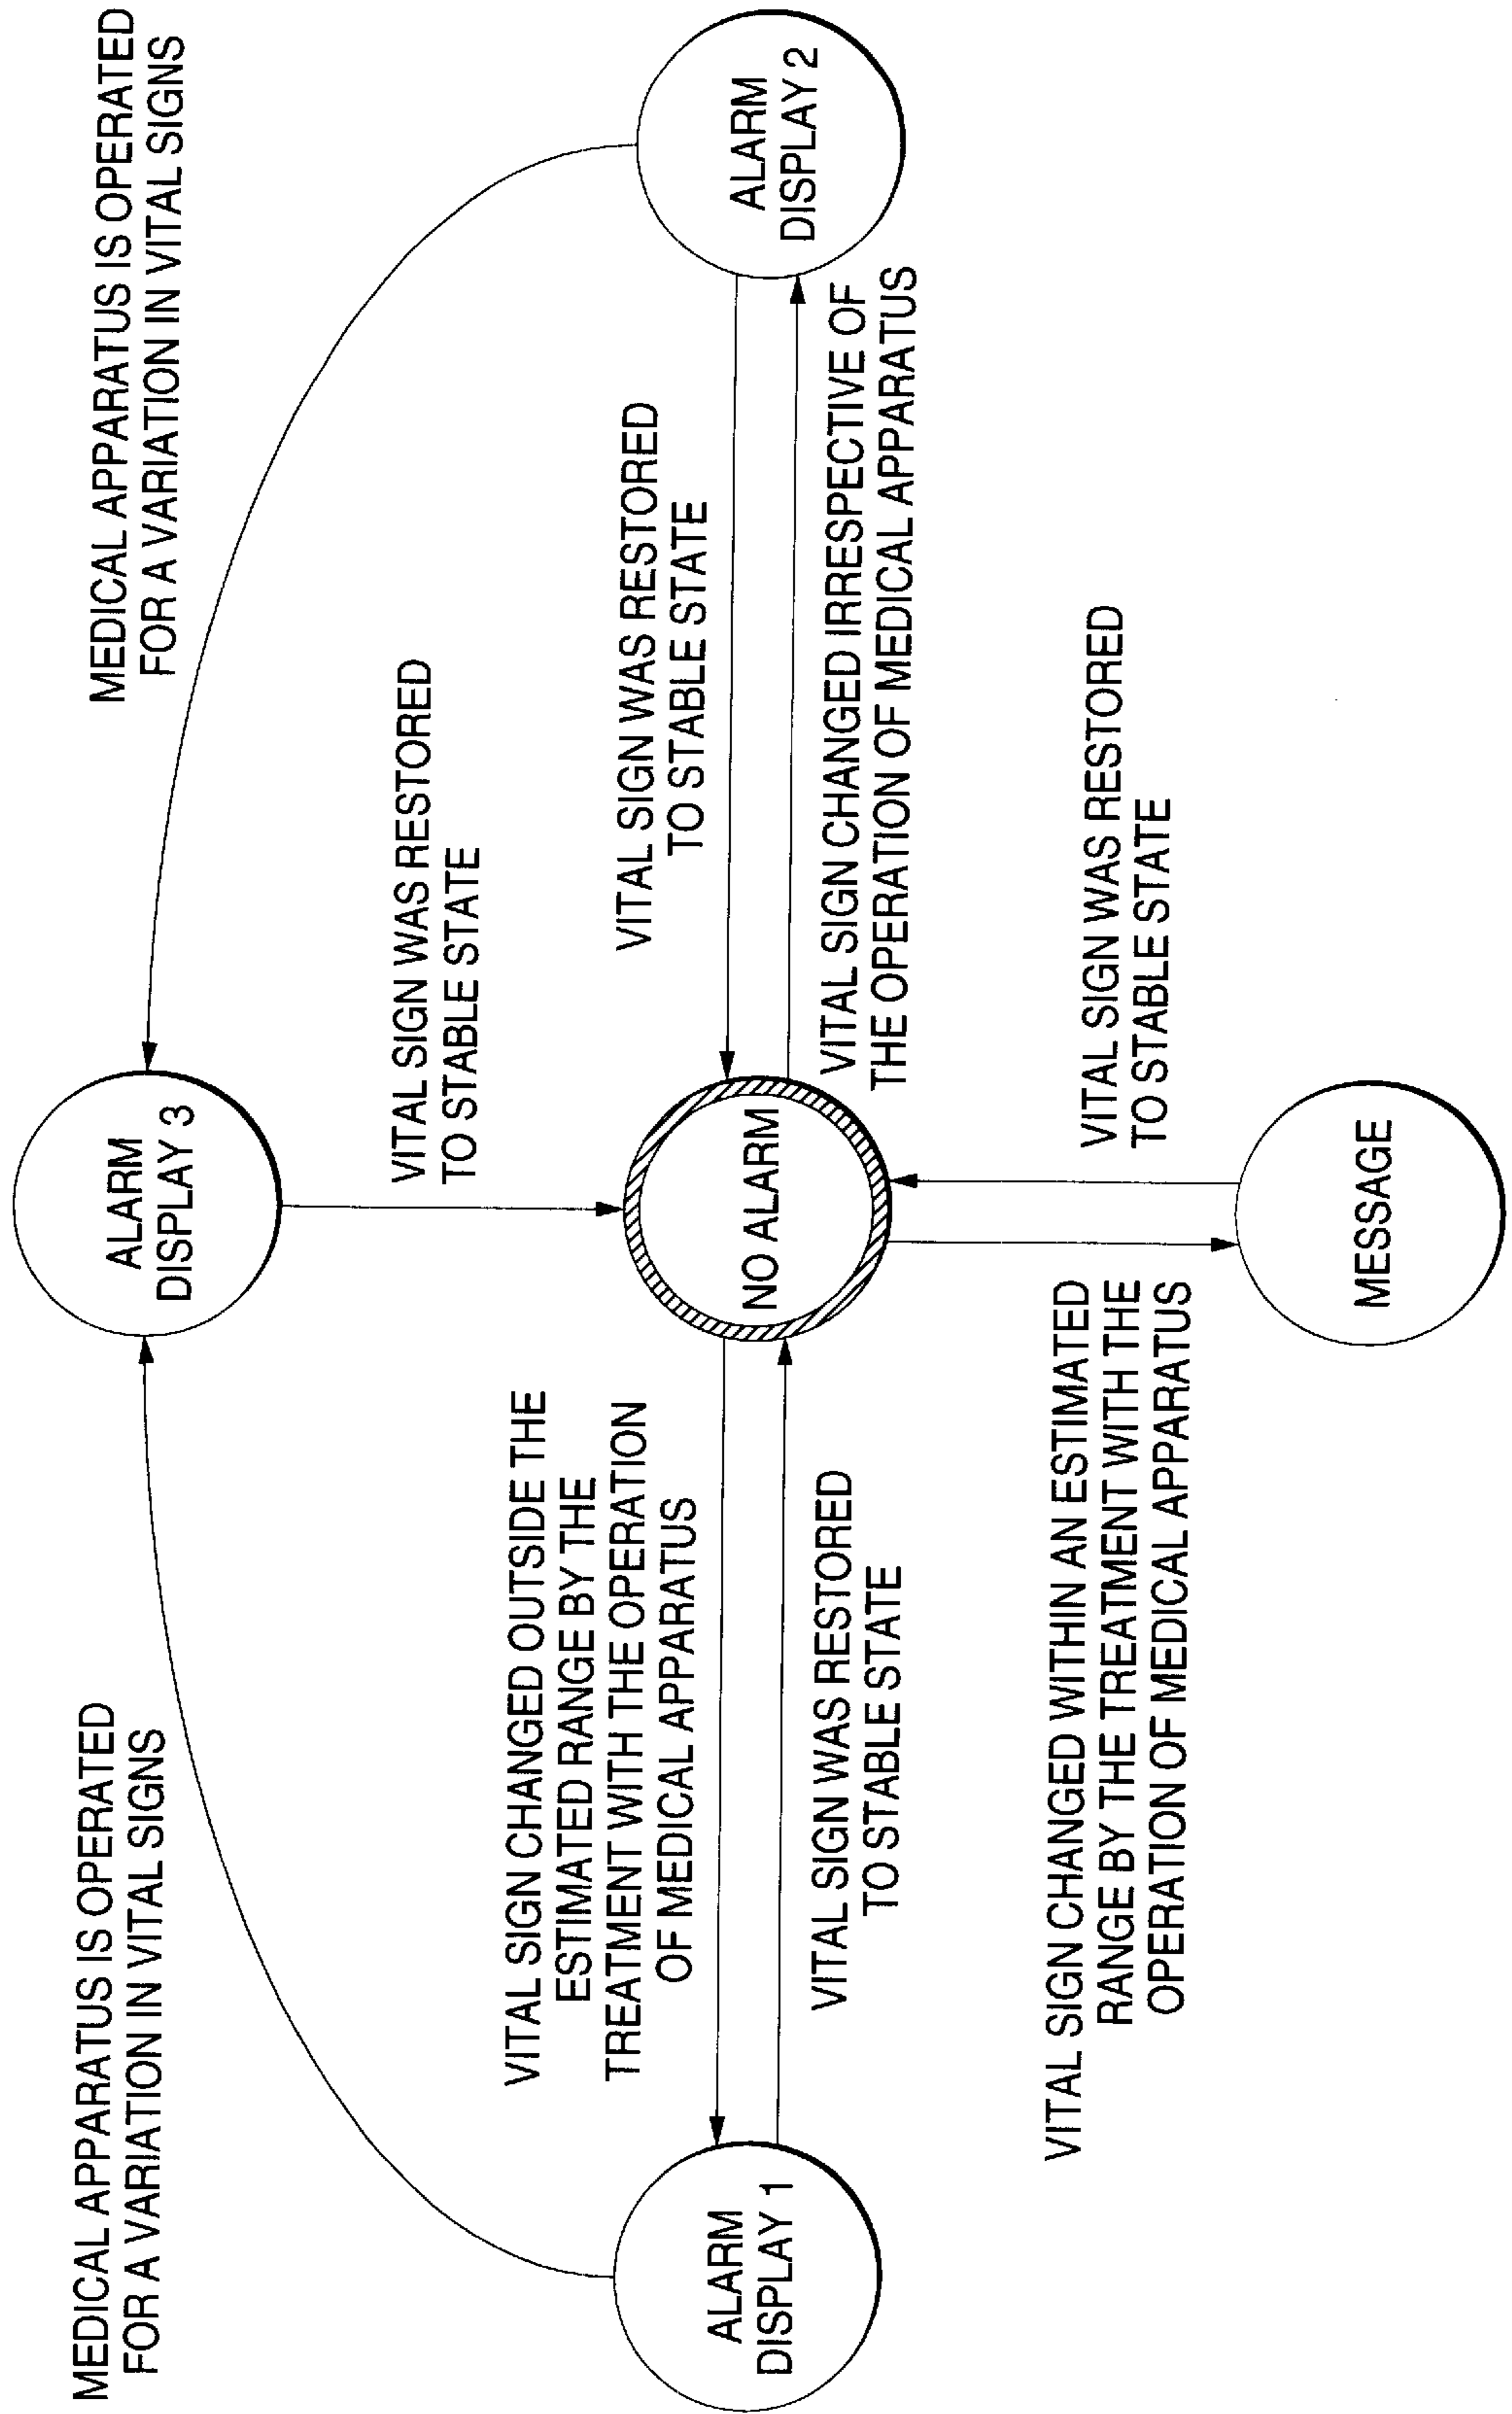 MEDICAL APPARATUS IS OPERATED
FOR A VARIATION IN VITAL SIGNS
ALARM
DISPLAY 3
MEDICAL APPARATUS IS OPERATED
FOR A VARIATION IN VITAL SIGNS
VITAL SIGN WAS RESTORED
TO STABLE STATE
VITAL SIGN CHANGED OUTSIDE THE
ESTIMATED RANGE BY THE
TREATMENT WITH THE OPERATION
OF MEDICAL APPARATUS
VITAL SIGN WAS RESTORED
TO STABLE STATE
ALARM
DISPLAY 1
NO ALARM
ALARM
DISPLAY 2
VITAL SIGN WAS RESTORED
TO STABLE STATE
VITAL SIGN CHANGED IRRESPECTIVE OF
THE OPERATION OF MEDICAL APPARATUS
VITAL SIGN CHANGED WITHIN AN ESTIMATED
RANGE BY THE TREATMENT WITH THE
OPERATION OF MEDICAL APPARATUS
VITAL SIGN WAS RESTORED
TO STABLE STATE
MESSAGE